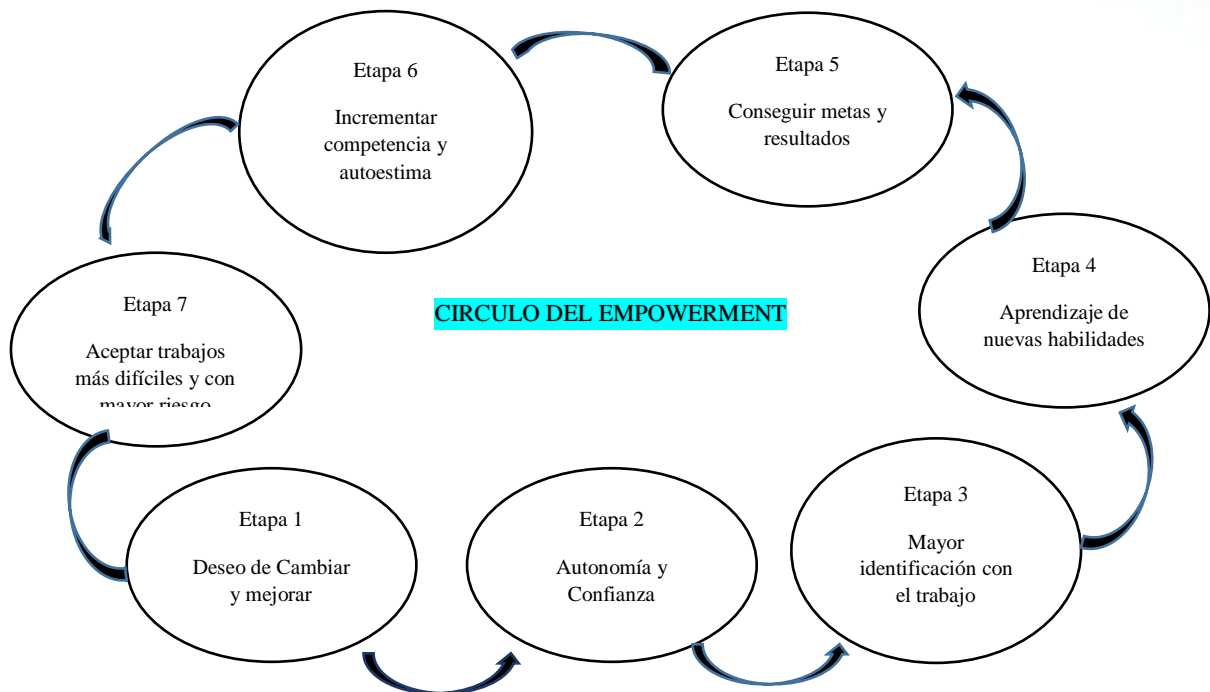 Etapa 6
Incrementar
competencia y
autoestima
Etapa 5
Conseguir metas y
resultados
Etapa 4
Aprendizaje de
nuevas habilidades
CIRCULO DEL EMPOWERMENT
Etapa 7
Aceptar trabajos
más difíciles y con
mayor riesgo
Etapa 1
Deseo de Cambiar
y mejorar
Etapa 2
Autonomía y
Confianza
Etapa 3
Mayor
identificación con
el trabajo